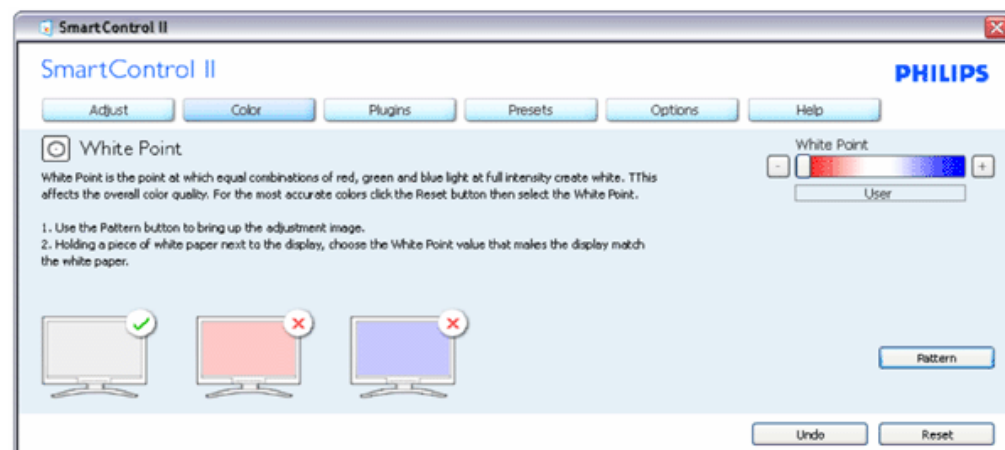 SmartControl II
SmartControl II
PHILIPS
Adjust Color Plugins Presets Options Help
White Point
White Point is the point at which equal combinations of red, green and blue light at full intensity create white. TThis
affects the overall color quality. For the most accurate colors click the Reset button then select the White Point.
1. Use the Pattern button to bring up the adjustment image.
2. Holding a piece of white paper next to the display, choose the White Point value that makes the display match
the white paper.
White Point
- +
User
Pattern
Undo Reset